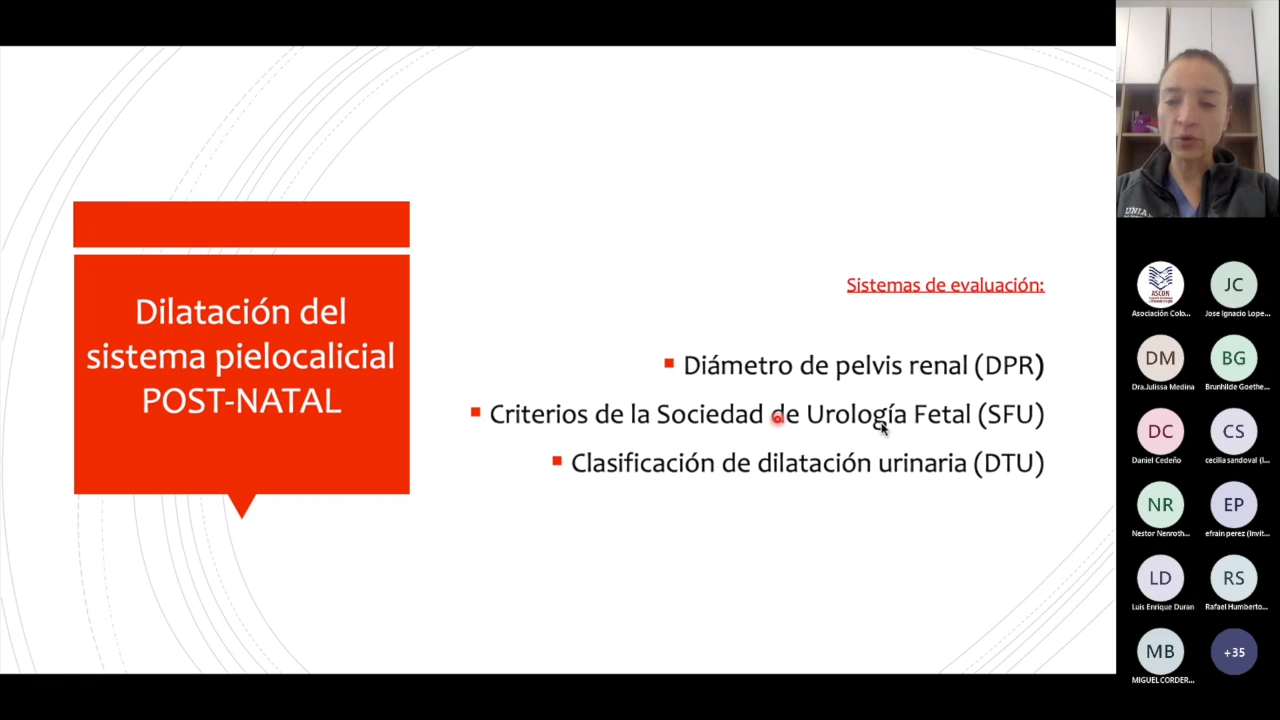 Dilatación del
sistema pielocalicial
POST-NATAL
Sistemas de evaluación:
Diámetro de pelvis renal (DPR)
Criterios de la Sociedad de Urología Fetal (SFU)
Clasificación de dilatación urinaria (DTU)
ASCON
Asociación Colo...
JC
Jose Ignacio Lope...
DM
Dra.Julissa Medina
BG
Brunhilde Goethe...
DC
Daniel Cedeño
CS
cecilia sandoval (I...
NR
Nestor Nenroth...
EP
efrain perez (Invit...
LD
Luis Enrique Duran
RS
Rafael Humberto...
MB
MIGUEL CORDER...
+35